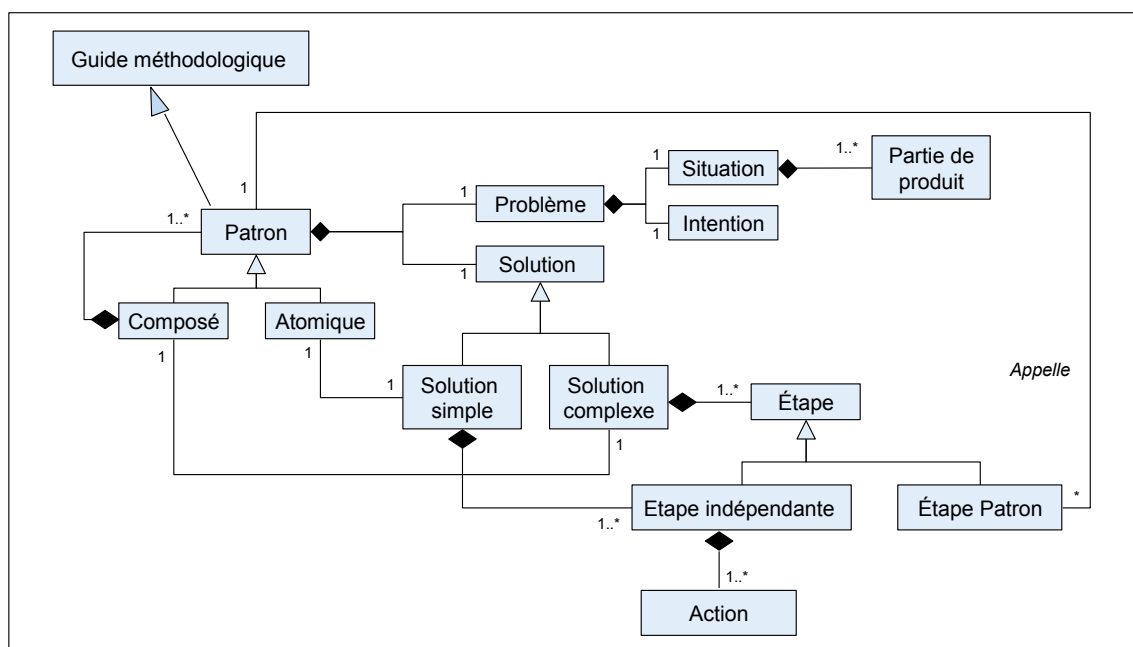 Guide méthodologique
1
1..*
Patron
1
Problème
1
Situation
1..*
Partie de
produit
1
Intention
1
Solution
Composé
Atomique
1
1
1
Solution
simple
Solution
complexe
1
1..*
Étape
Appelle
1..*
Etape indépendante
Étape Patron
*
1..*
Action